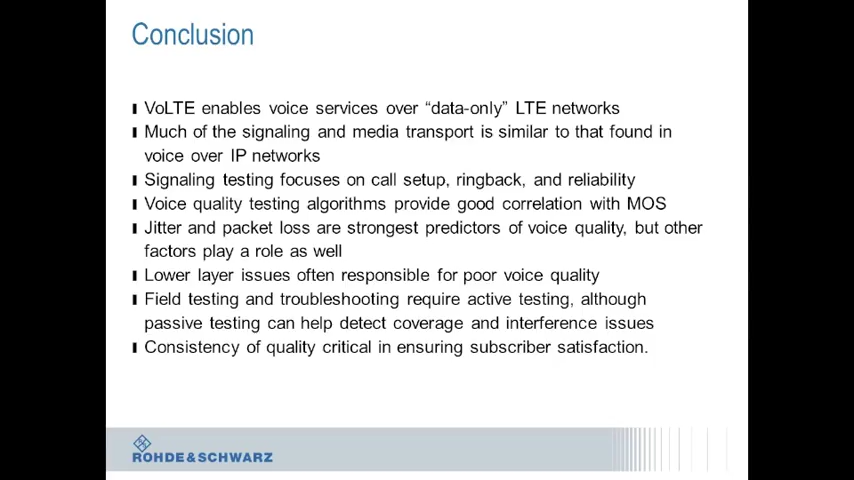 Conclusion
VoLTE enables voice services over “data-only” LTE networks
Much of the signaling and media transport is similar to that found in
voice over IP networks
Signaling testing focuses on call setup, ringback, and reliability
Voice quality testing algorithms provide good correlation with MOS
Jitter and packet loss are strongest predictors of voice quality, but other
factors play a role as well
Lower layer issues often responsible for poor voice quality
Field testing and troubleshooting require active testing, although
passive testing can help detect coverage and interference issues
Consistency of quality critical in ensuring subscriber satisfaction.
ROHDE & SCHWARZ